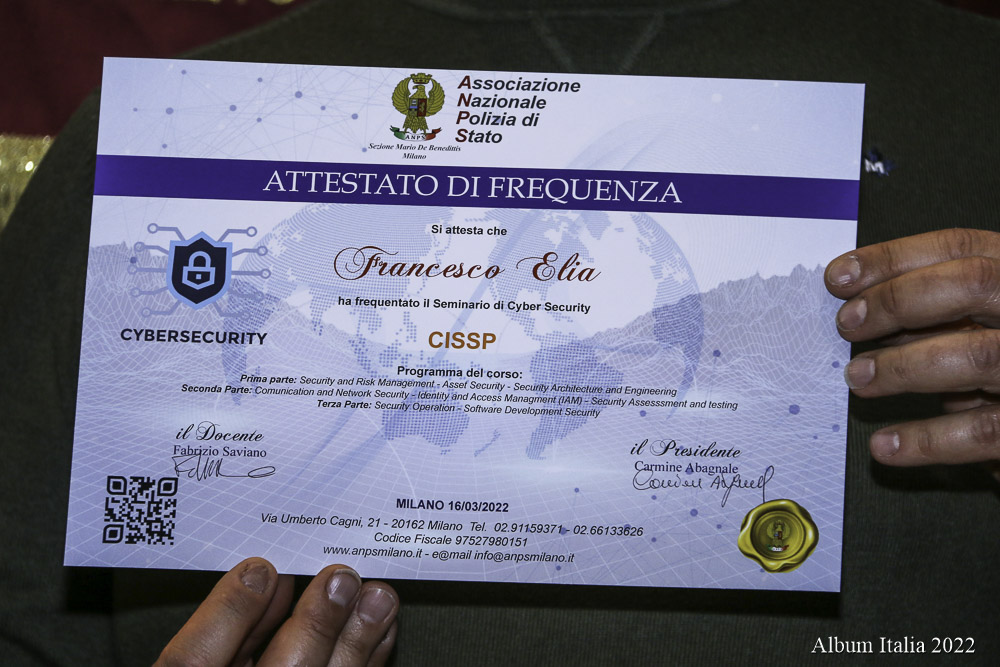 Associazione
Nazionale
Polizia di
Stato
ANPS
Sezione Mario De Benedittis
Milano
ATTESTATO DI FREQUENZA
Si attesta che
Francesco Elia
ha frequentato il Seminario di Cyber Security
CISSP
CYBERSECURITY
Programma del corso:
Prima parte: Security and Risk Management - Asset Security - Security Architecture and Engineering
Seconda Parte: Comunication and Network Security - Identity and Access Managment (IAM) - Security Assesssment and testing
Terza Parte: Security Operation - Software Development Security
il Docente
Fabrizio Saviano
il Presidente
Carmine Abagnale
MILANO 16/03/2022
Via Umberto Cagni, 21 - 20162 Milano Tel. 02.91159371 - 02.66133626
Codice Fiscale 97527980151
www.anpsmilano.it - e@mail info@anpsmilano.it
M
Album Italia 2022